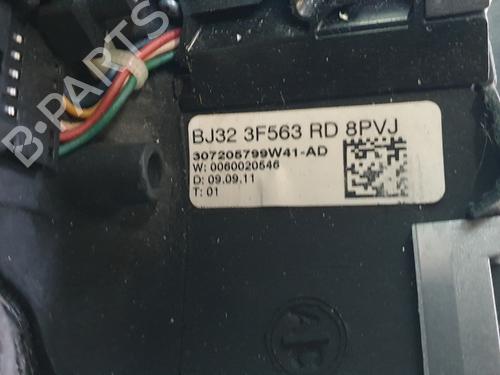 B-PARTS
BJ32 3F563 RD 8PVJ
307205799W41-AD
W: 0060020546
D: 09.09.11
T: 01